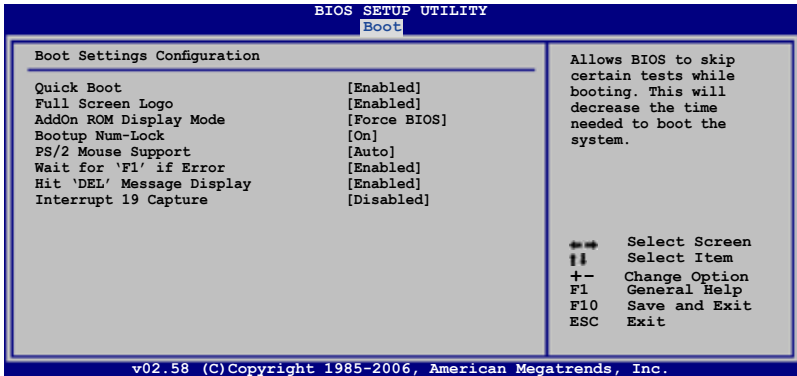 BIOS SETUP UTILITY
Boot
Boot Settings Configuration
Quick Boot [Enabled]
Full Screen Logo [Enabled]
AddOn ROM Display Mode [Force BIOS]
Bootup Num-Lock [On]
PS/2 Mouse Support [Auto]
Wait for ‘F1’ if Error [Enabled]
Hit ‘DEL’ Message Display [Enabled]
Interrupt 19 Capture [Disabled]
Allows BIOS to skip
certain tests while
booting. This will
decrease the time
needed to boot the
system.
←→ Select Screen
↑↓ Select Item
+- Change Option
F1 General Help
F10 Save and Exit
ESC Exit
v02.58 (C)Copyright 1985-2006, American Megatrends, Inc.